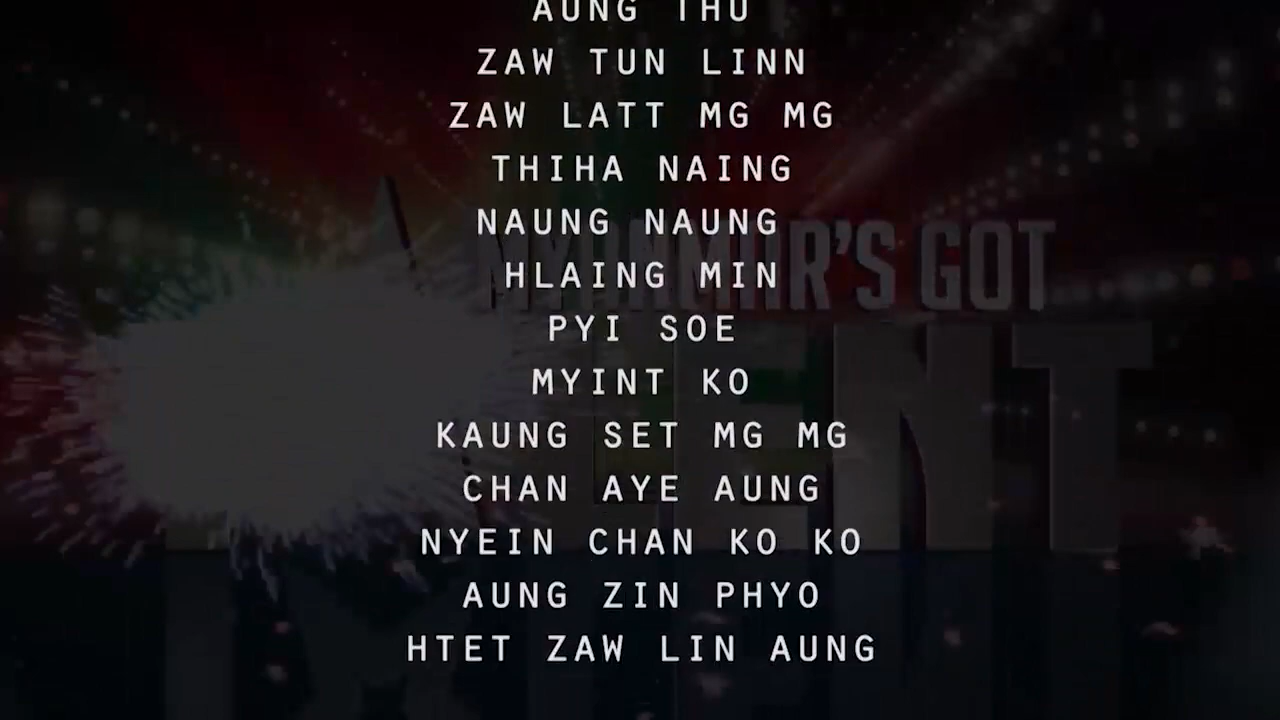 AUNG THU
ZAW TUN LINN
ZAW LATT MG MG
THIHA NAING
NAUNG NAUNG
HLAING MIN
PYI SOE
MYINT KO
KAUNG SET MG MG
CHAN AYE AUNG
NYEIN CHAN KO KO
AUNG ZIN PHYO
HTET ZAW LIN AUNG
MYANMAR'S GOT